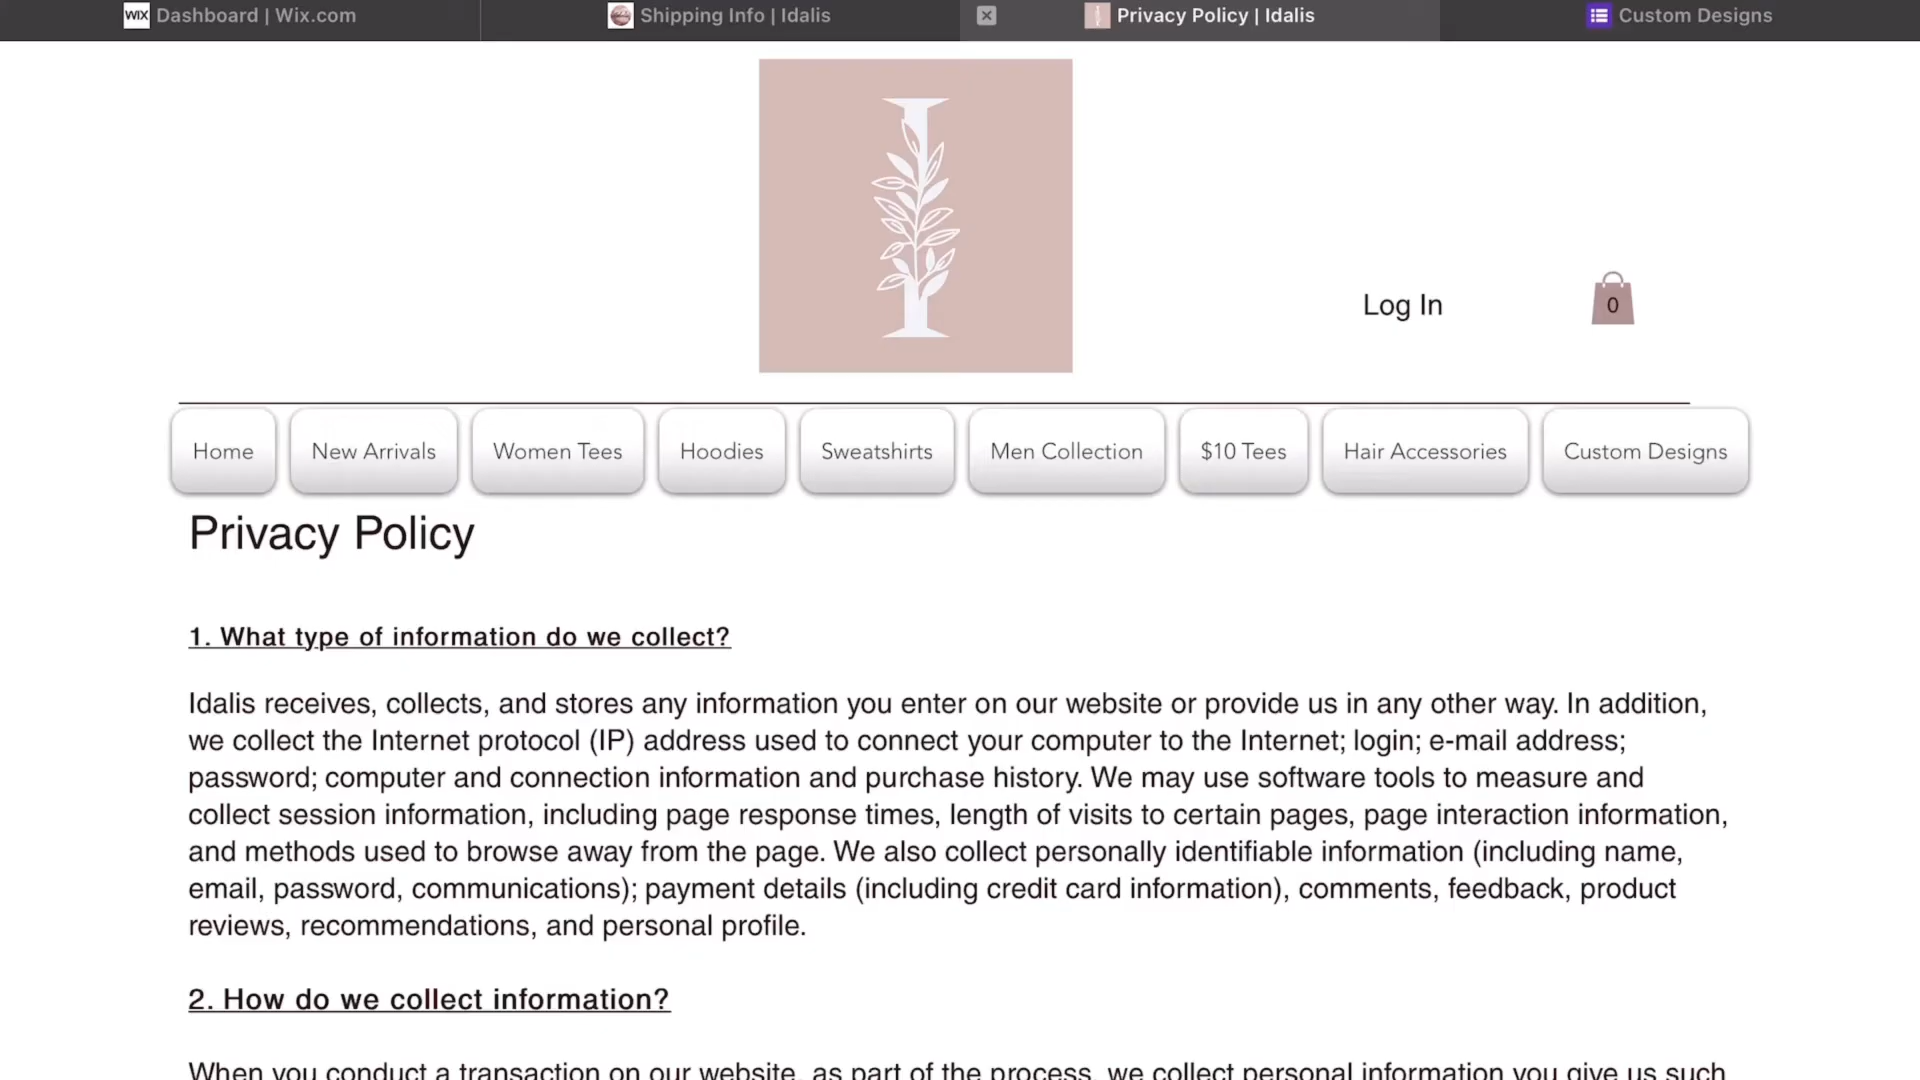 WIX Dashboard | Wix.com
Shipping Info | Idalis
Privacy Policy | Idalis
Custom Designs
I
Log In
0
Home
New Arrivals
Women Tees
Hoodies
Sweatshirts
Men Collection
$10 Tees
Hair Accessories
Custom Designs
Privacy Policy
1. What type of information do we collect?
Idalis receives, collects, and stores any information you enter on our website or provide us in any other way. In addition,
we collect the Internet protocol (IP) address used to connect your computer to the Internet; login; e-mail address;
password; computer and connection information and purchase history. We may use software tools to measure and
collect session information, including page response times, length of visits to certain pages, page interaction information,
and methods used to browse away from the page. We also collect personally identifiable information (including name,
email, password, communications); payment details (including credit card information), comments, feedback, product
reviews, recommendations, and personal profile.
2. How do we collect information?
When you conduct a transaction on our website, as part of the process, we collect personal information you give us such